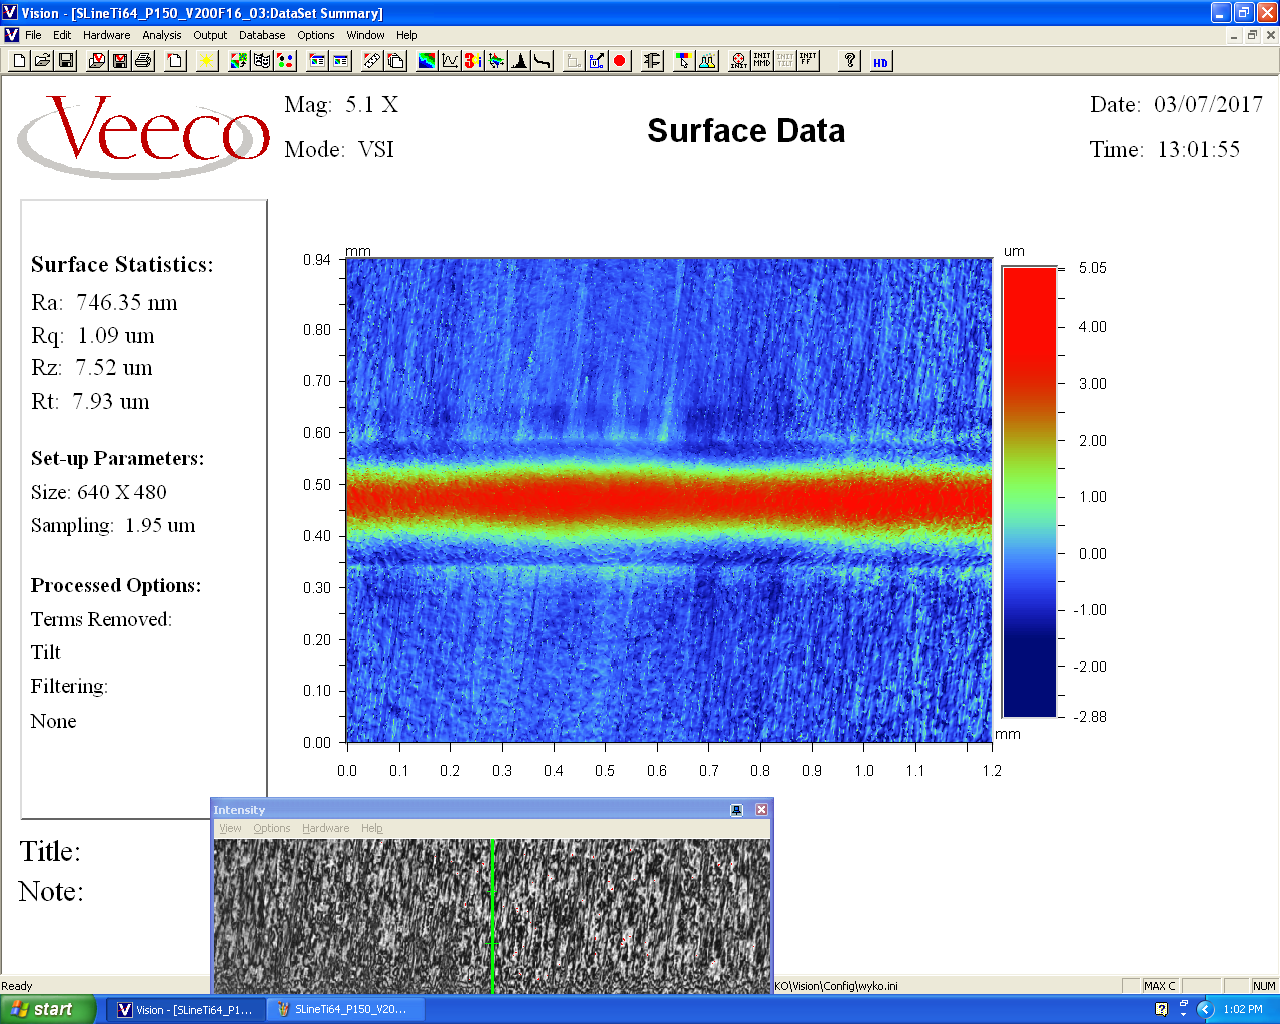 Vision - [SLineTi64_P150_V200F16_03:DataSet Summary]
File Edit Hardware Analysis Output Database Options Window Help
INIT INIT MMD INIT TILT INIT FF ? HD
Veeco
Mag: 5.1 X
Mode: VSI
Surface Data
Date: 03/07/2017
Time: 13:01:55
Surface Statistics:
Ra: 746.35 nm
Rq: 1.09 um
Rz: 7.52 um
Rt: 7.93 um
Set-up Parameters:
Size: 640 X 480
Sampling: 1.95 um
Processed Options:
Terms Removed:
Tilt
Filtering:
None
mm
0.94
0.80
0.70
0.60
0.50
0.40
0.30
0.20
0.10
0.00
0.0 0.1 0.2 0.3 0.4 0.5 0.6 0.7 0.8 0.9 1.0 1.1 1.2
mm
um
5.05
4.00
3.00
2.00
1.00
0.00
-1.00
-2.00
-2.88
Title:
Note:
Intensity
View Options Hardware Help
Ready
KO\Vision\Config\wyko.ini
MAX C
NUM
start
Vision - [SLineTi64_P1...
SLineTi64_P150_V20...
1:02 PM